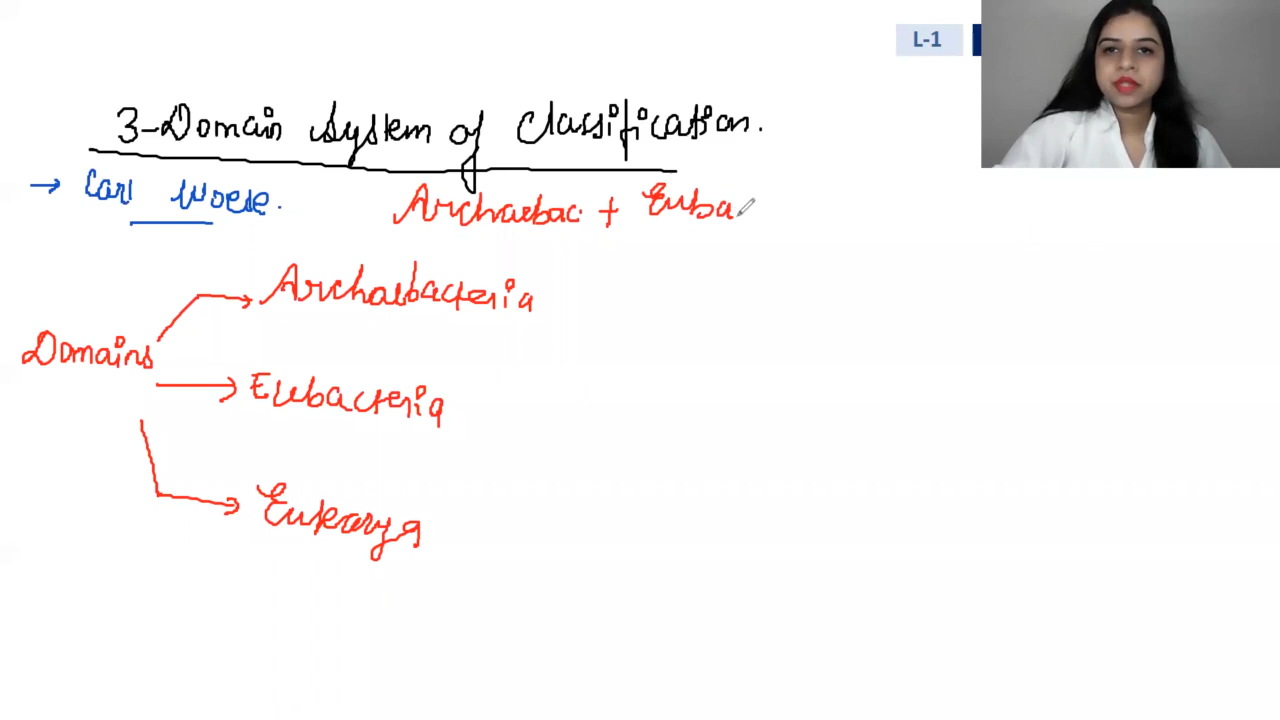 L-1
3-Domain System of Classification.
→ Carl Woese. Archaebac. + Euba
Archaebacteria
Domains
Eubacteria
Eukarya